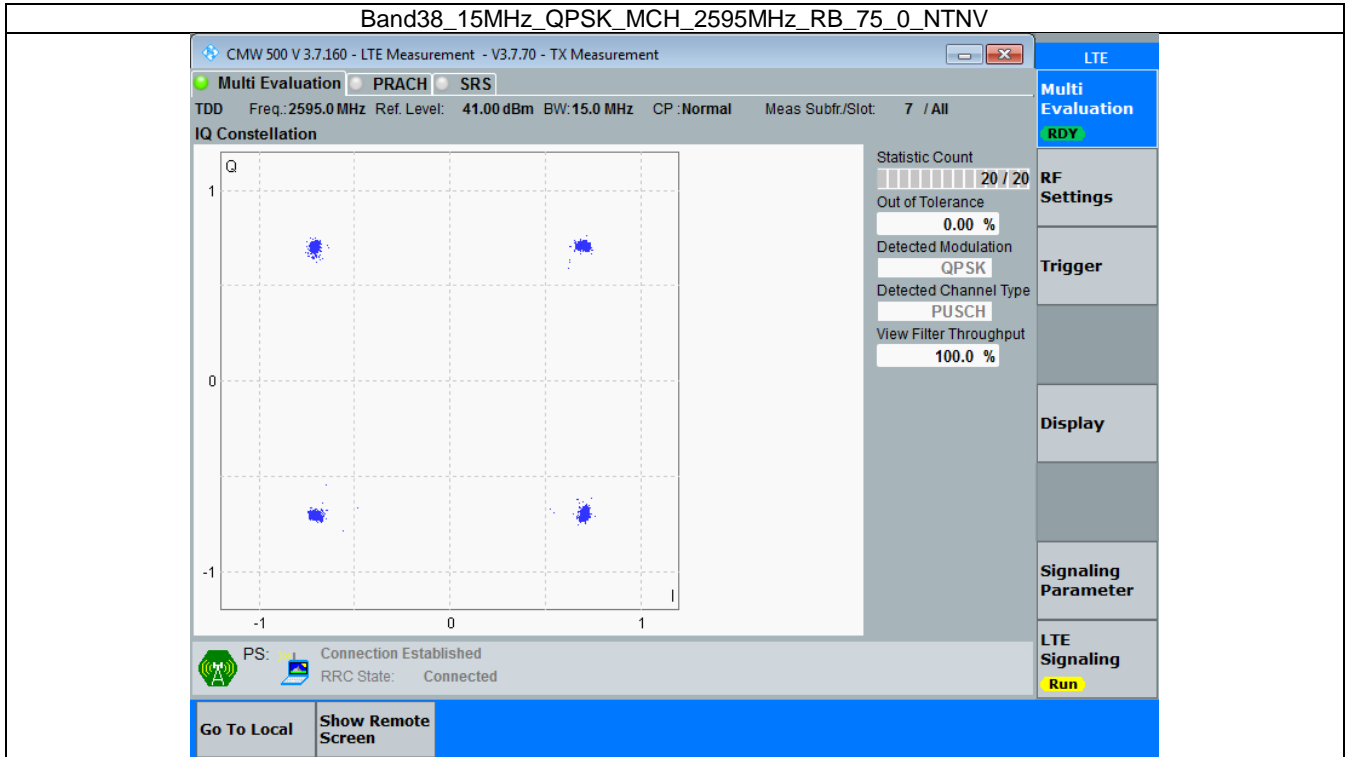 Band38_15MHz_QPSK_MCH_2595MHz_RB_75_0_NTNV
CMW 500 V 3.7.160 - LTE Measurement - V3.7.70 - TX Measurement
LTE
Multi Evaluation PRACH SRS
Multi Evaluation
RDY
TDD Freq.:2595.0 MHz Ref. Level: 41.00 dBm BW:15.0 MHz CP :Normal Meas Subfr./Slot: 7 / All
IQ Constellation
Q
1
0
-1
I
-1 0 1
Statistic Count
20 / 20
Out of Tolerance
0.00 %
Detected Modulation
QPSK
Detected Channel Type
PUSCH
View Filter Throughput
100.0 %
RF Settings
Trigger
Display
Signaling Parameter
LTE Signaling
Run
PS: Connection Established
RRC State: Connected
Go To Local
Show Remote Screen